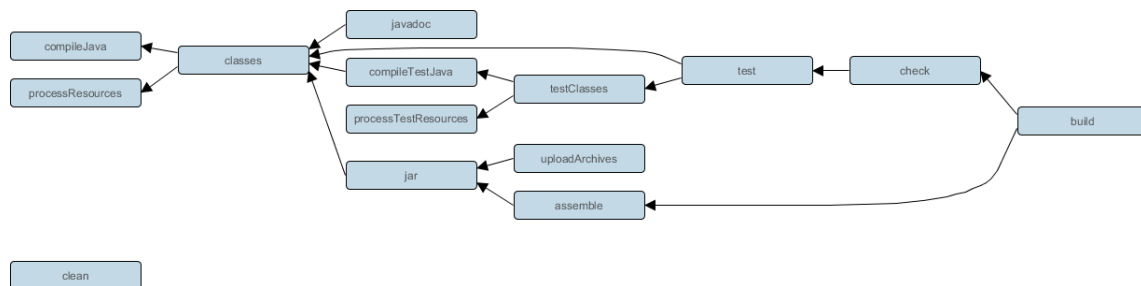 javadoc
compileJava
classes
compileTestJava
test
check
processResources
testClasses
processTestResources
build
uploadArchives
jar
assemble
clean